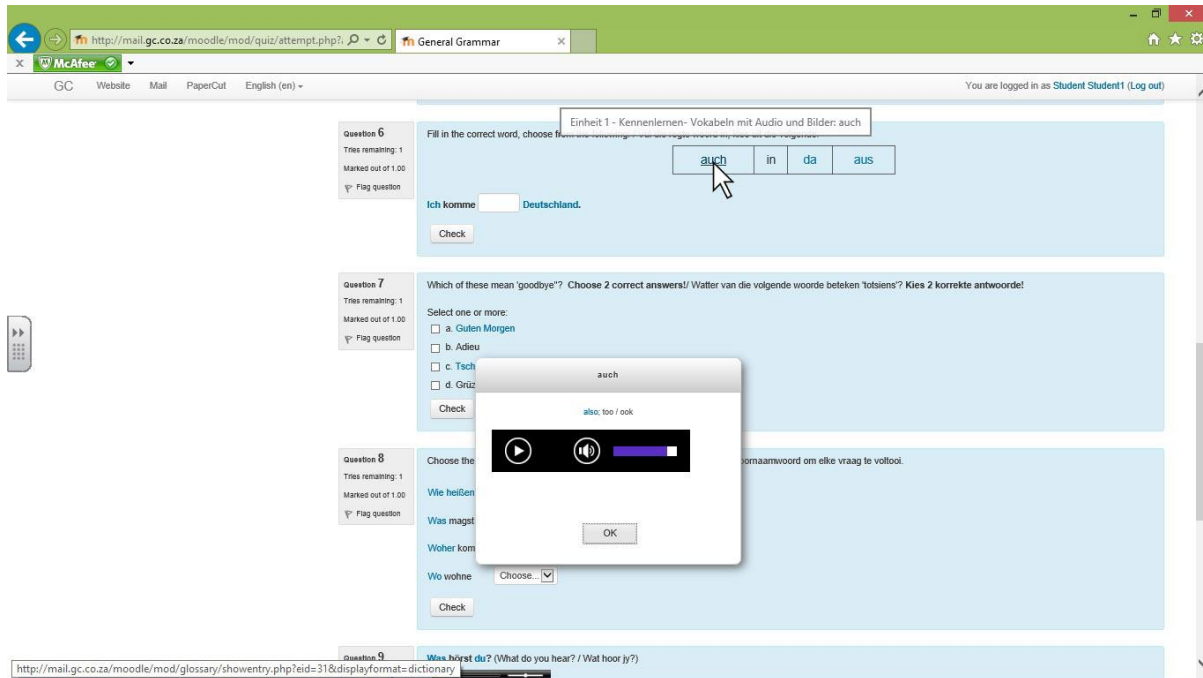 http://mail.gc.co.za/moodle/mod/quiz/attempt.php?
General Grammar
McAfee
GC Website Mail PaperCut English (en)
You are logged in as Student Student1 (Log out)
Einheit 1 - Kennenlernen- Vokabeln mit Audio und Bilder: auch
Question 6
Tries remaining: 1
Marked out of 1.00
Flag question
Fill in the correct word, choose
auch in da aus
Ich komme Deutschland.
Check
Question 7
Tries remaining: 1
Marked out of 1.00
Flag question
Which of these mean 'goodbye"? Choose 2 correct answers!/ Watter van die volgende woorde beteken 'totsiens'? Kies 2 korrekte antwoorde!
Select one or more:
a. Guten Morgen
b. Adieu
c. Tsch
d. Grüz
Check
auch
also; too / ook
OK
Question 8
Tries remaining: 1
Marked out of 1.00
Flag question
Choose the ornaamwoord om elke vraag te voltooi.
Wie heißen
Was magst
Woher kom
Wo wohne Choose...
Check
Question 9
Was hörst du? (What do you hear? / Wat hoor jy?)
http://mail.gc.co.za/moodle/mod/glossary/showentry.php?eid=31&displayformat=dictionary